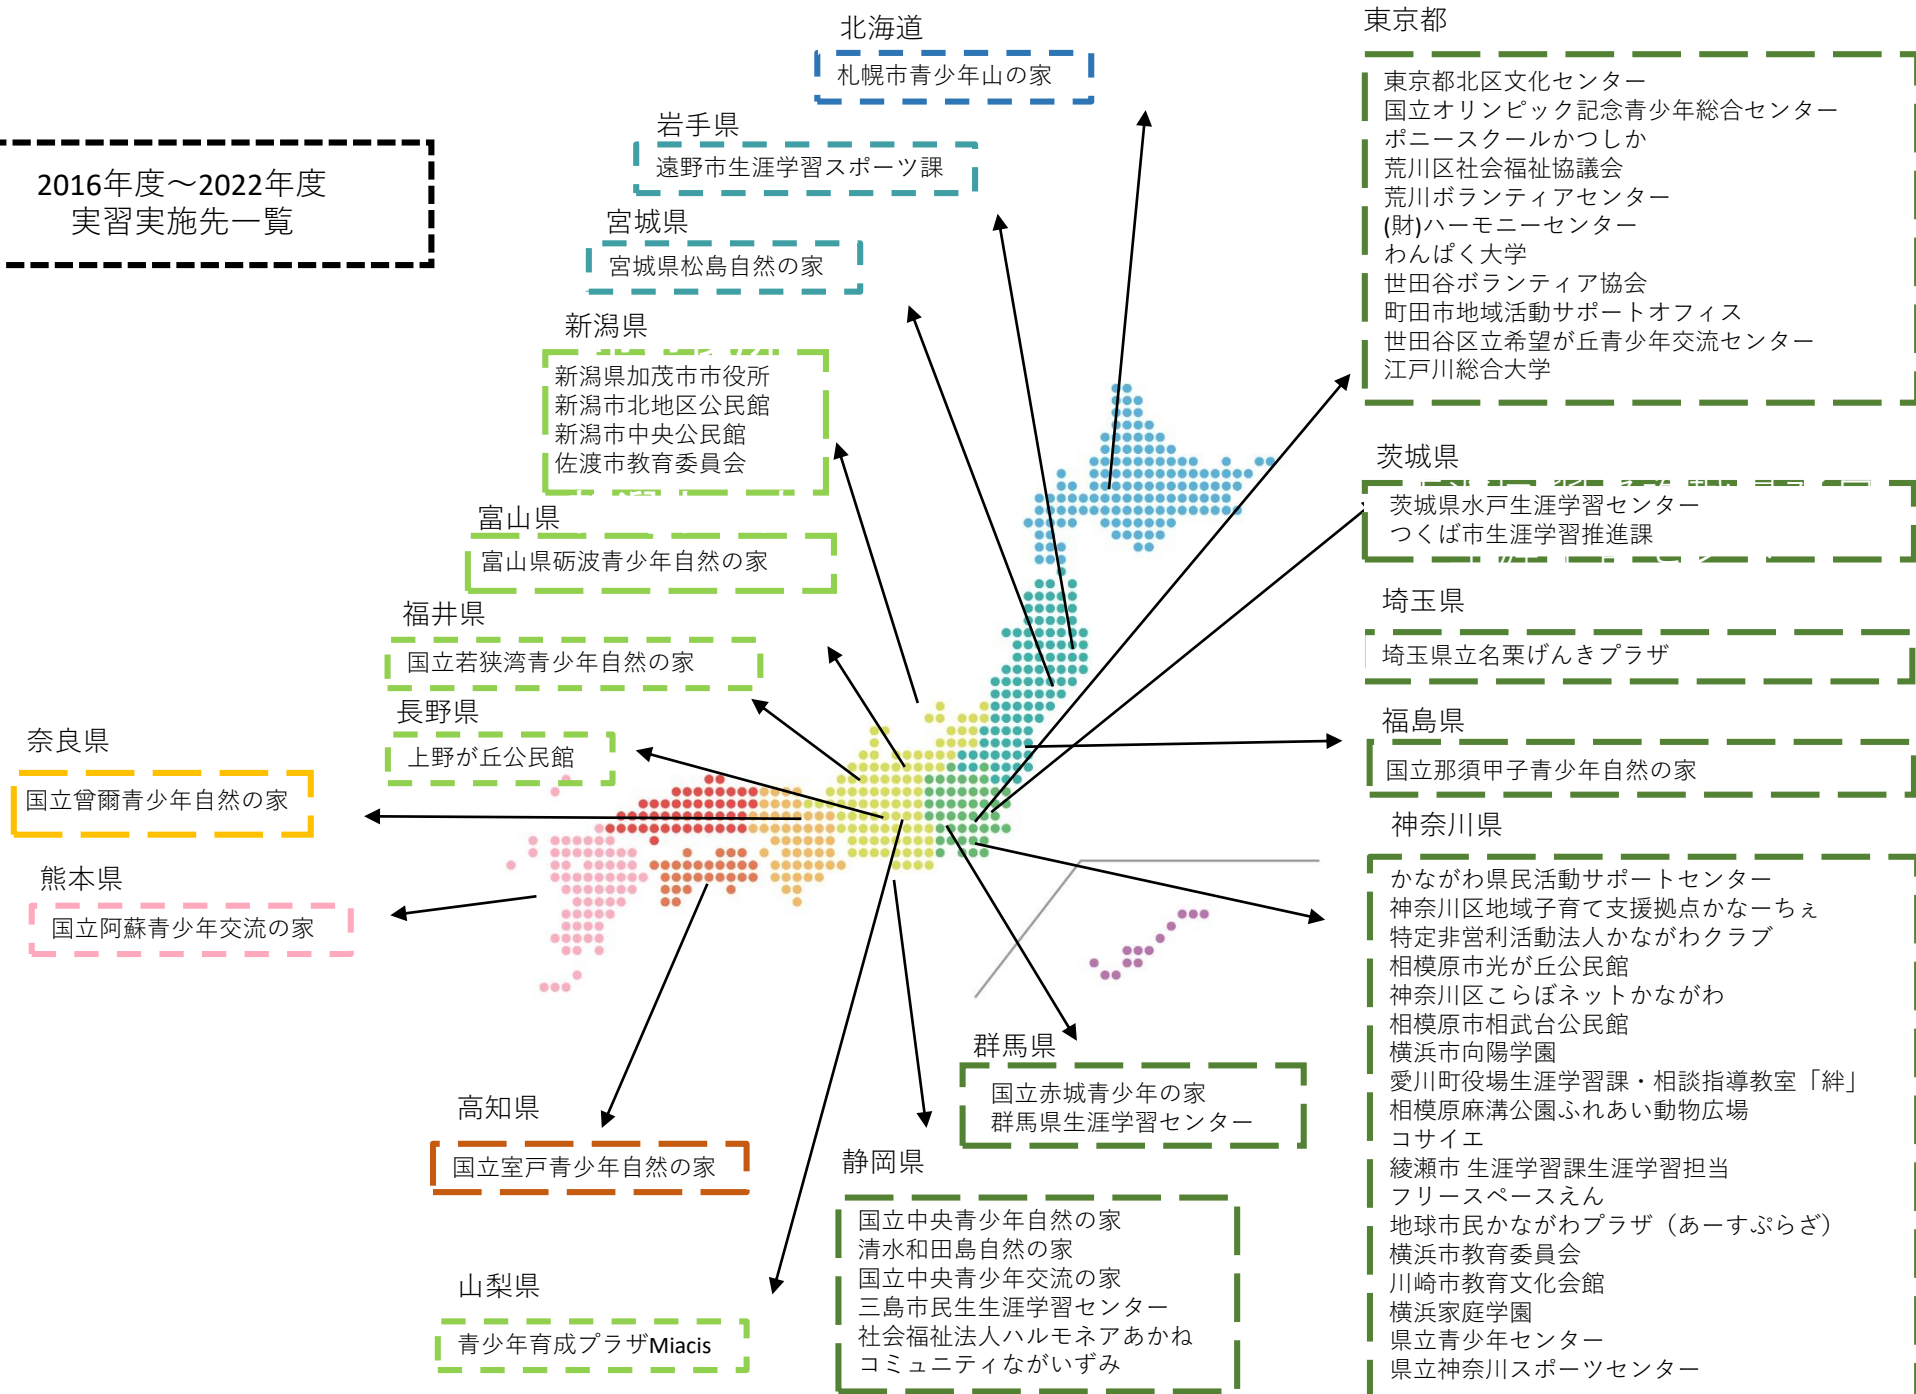 2016年度～2022年度
実習実施先一覧
北海道
札幌市青少年山の家
岩手県
遠野市生涯学習スポーツ課
宮城県
宮城県松島自然の家
新潟県
新潟県加茂市市役所
新潟市北地区公民館
新潟市中央公民館
佐渡市教育委員会
富山県
富山県砺波青少年自然の家
福井県
国立若狭湾青少年自然の家
長野県
上野が丘公民館
奈良県
国立曾爾青少年自然の家
熊本県
国立阿蘇青少年交流の家
高知県
国立室戸青少年自然の家
山梨県
青少年育成プラザMiacis
静岡県
国立中央青少年自然の家
清水和田島自然の家
国立中央青少年交流の家
三島市民生生涯学習センター
社会福祉法人ハルモネアあかね
コミュニティながいずみ
群馬県
国立赤城青少年の家
群馬県生涯学習センター
東京都
東京都北区文化センター
国立オリンピック記念青少年総合センター
ポニースクールかつしか
荒川区社会福祉協議会
荒川ボランティアセンター
(財)ハーモニーセンター
わんぱく大学
世田谷ボランティア協会
町田市地域活動サポートオフィス
世田谷区立希望が丘青少年交流センター
江戸川総合大学
茨城県
茨城県水戸生涯学習センター
つくば市生涯学習推進課
埼玉県
埼玉県立名栗げんきプラザ
福島県
国立那須甲子青少年自然の家
神奈川県
かながわ県民活動サポートセンター
神奈川区地域子育て支援拠点かなーちぇ
特定非営利活動法人かながわクラブ
相模原市光が丘公民館
神奈川区こらぼネットかながわ
相模原市相武台公民館
横浜市向陽学園
愛川町役場生涯学習課・相談指導教室「絆」
相模原麻溝公園ふれあい動物広場
コサイエ
綾瀬市 生涯学習課生涯学習担当
フリースペースえん
地球市民かながわプラザ（あーすぷらざ）
横浜市教育委員会
川崎市教育文化会館
横浜家庭学園
県立青少年センター
県立神奈川スポーツセンター